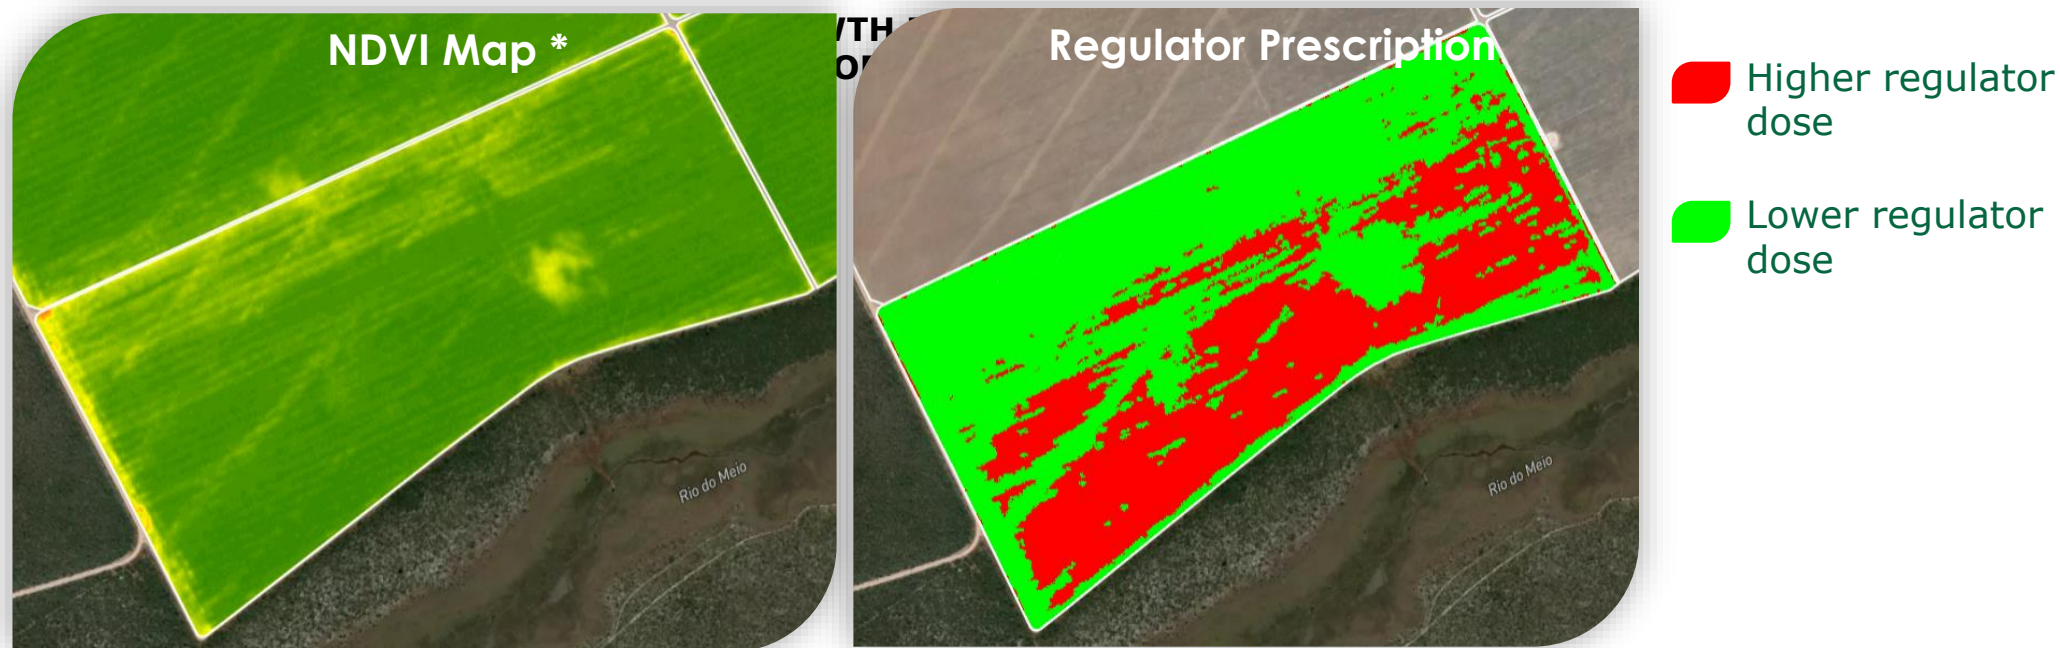 NDVI Map *
Regulator Prescription
Higher regulator
dose
Lower regulator
dose
Rio do Meio
Rio do Meio